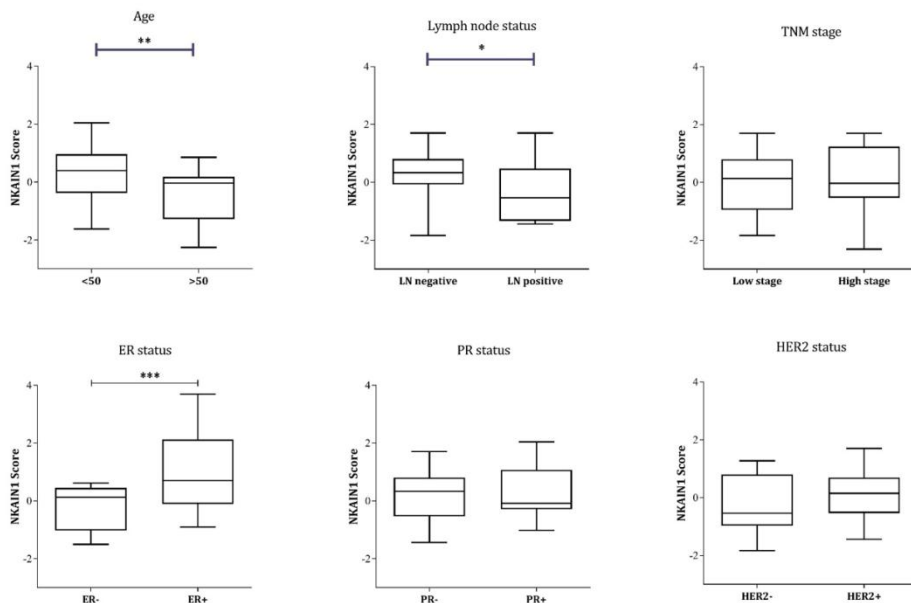 Age
**
NKAIN1 Score
4
2
0
-2
<50
>50
Lymph node status
*
NKAIN1 Score
4
2
0
-2
LN negative
LN positive
TNM stage
NKAIN1 Score
4
2
0
-2
Low stage
High stage
ER status
***
NKAIN1 Score
4
2
0
-2
ER-
ER+
PR status
NKAIN1 Score
4
2
0
-2
PR-
PR+
HER2 status
NKAIN1 Score
4
2
0
-2
HER2-
HER2+